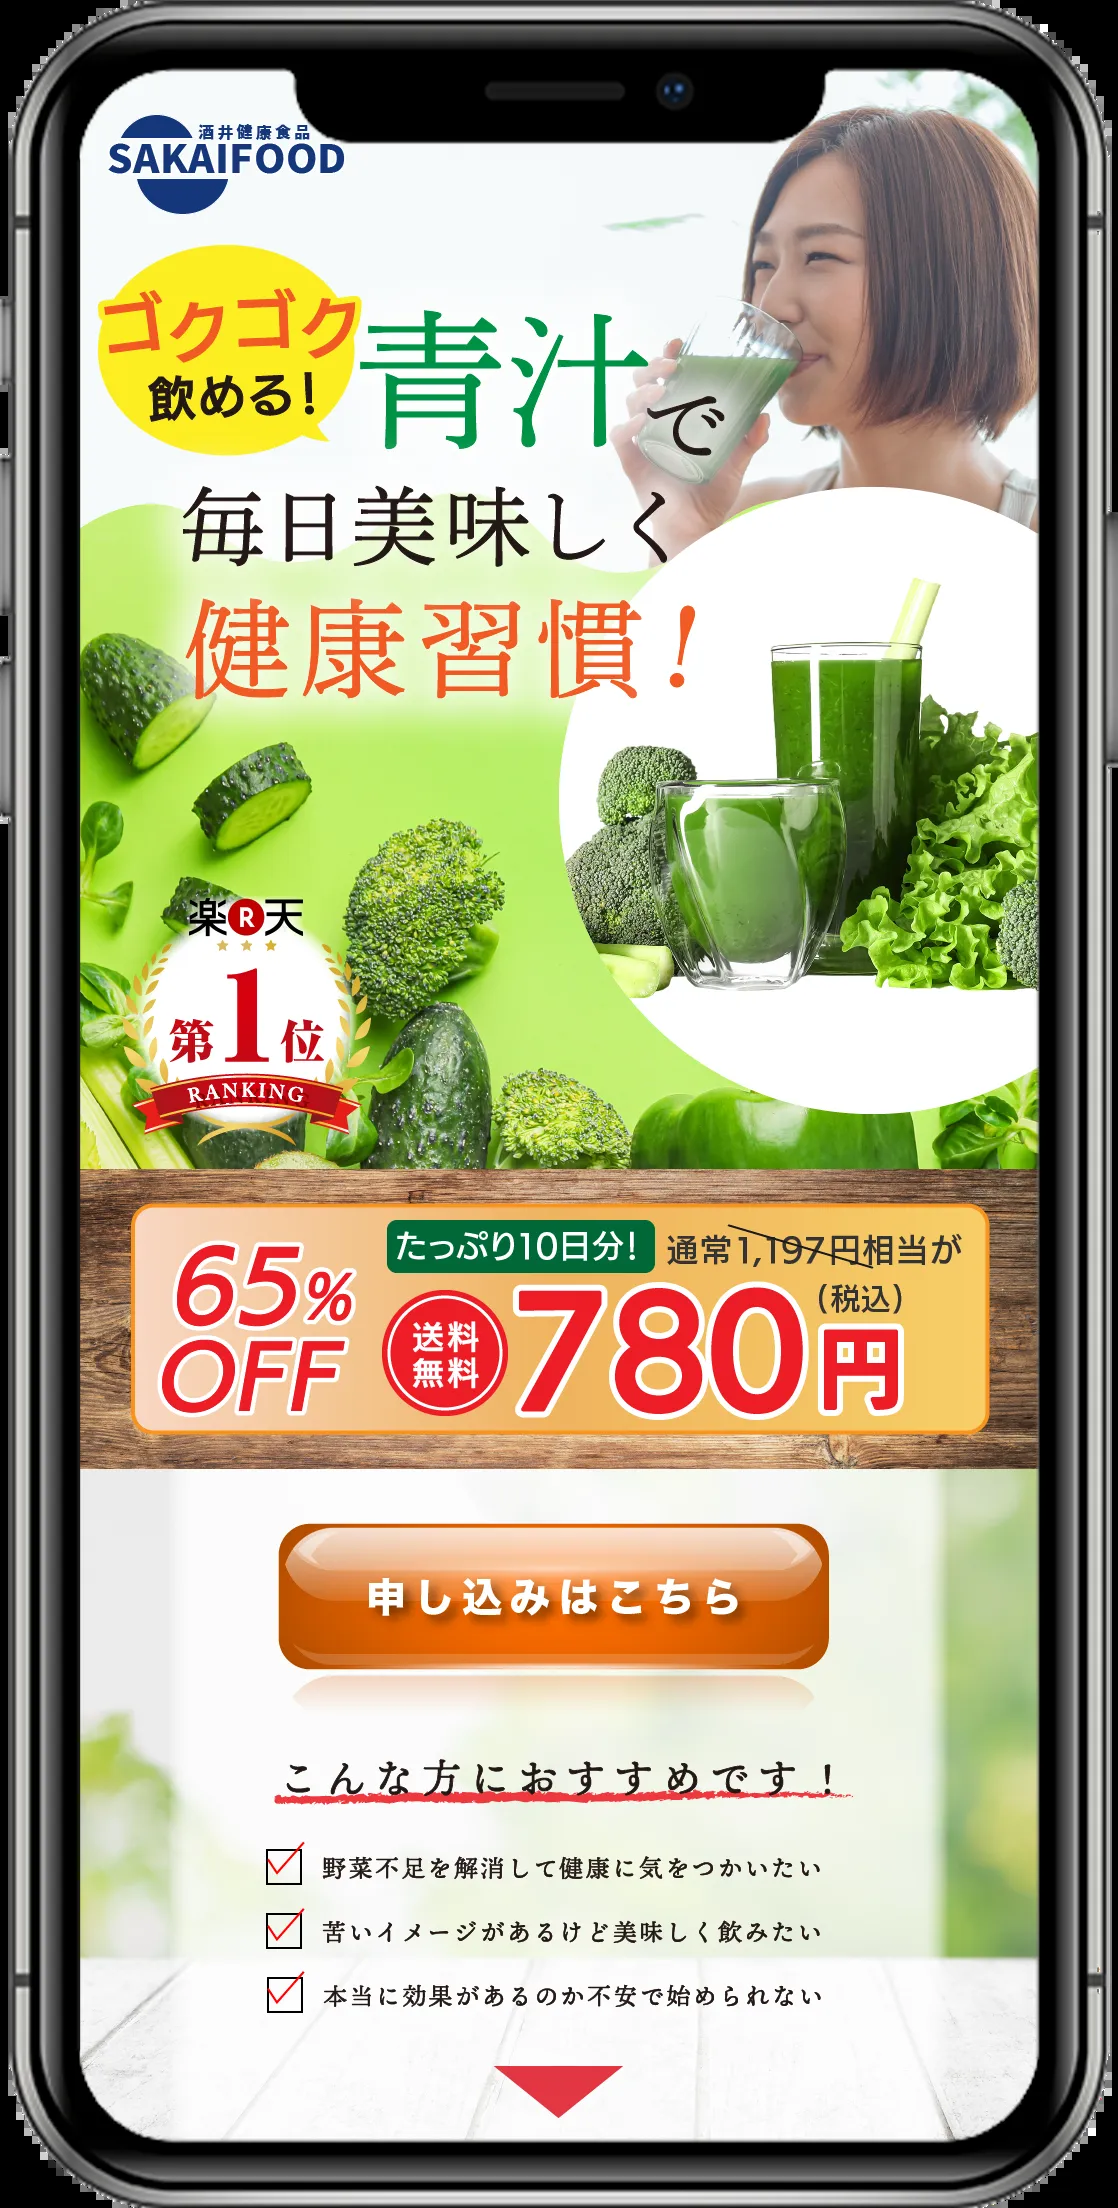 酒井健康食品
SAKAIFOOD
ゴクゴク
飲める!
青汁で
毎日美味しく
健康習慣!
楽R天
第1位
RANKING
65%
OFF
たっぷり10日分!
通常1,197円相当が
送料
無料
780円
(税込)
申し込みはこちら
こんな方におすすめです!
野菜不足を解消して健康に気をつかいたい
苦いイメージがあるけど美味しく飲みたい
本当に効果があるのか不安で始められない